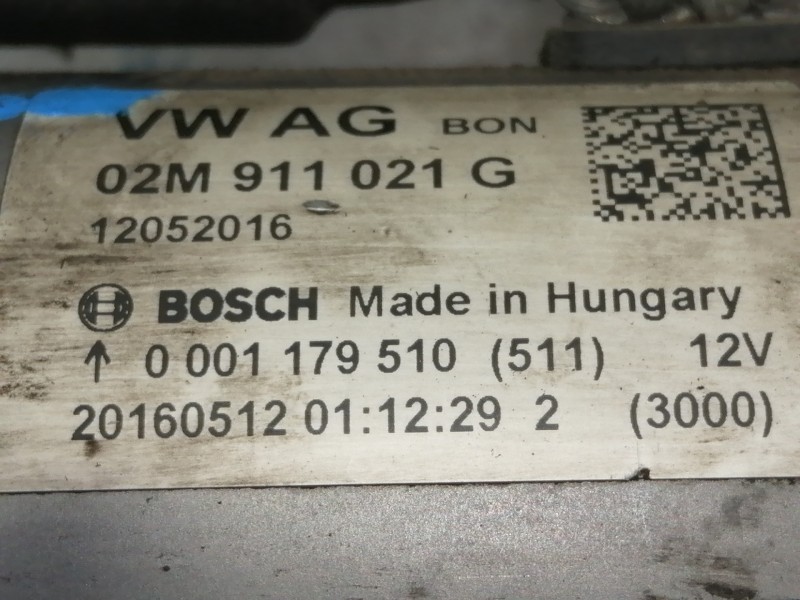 VW AG BON
02M 911 021 G
12052016
BOSCH Made in Hungary
↑ 0 001 179 510 (511) 12V
20160512 01:12:29 2 (3000)